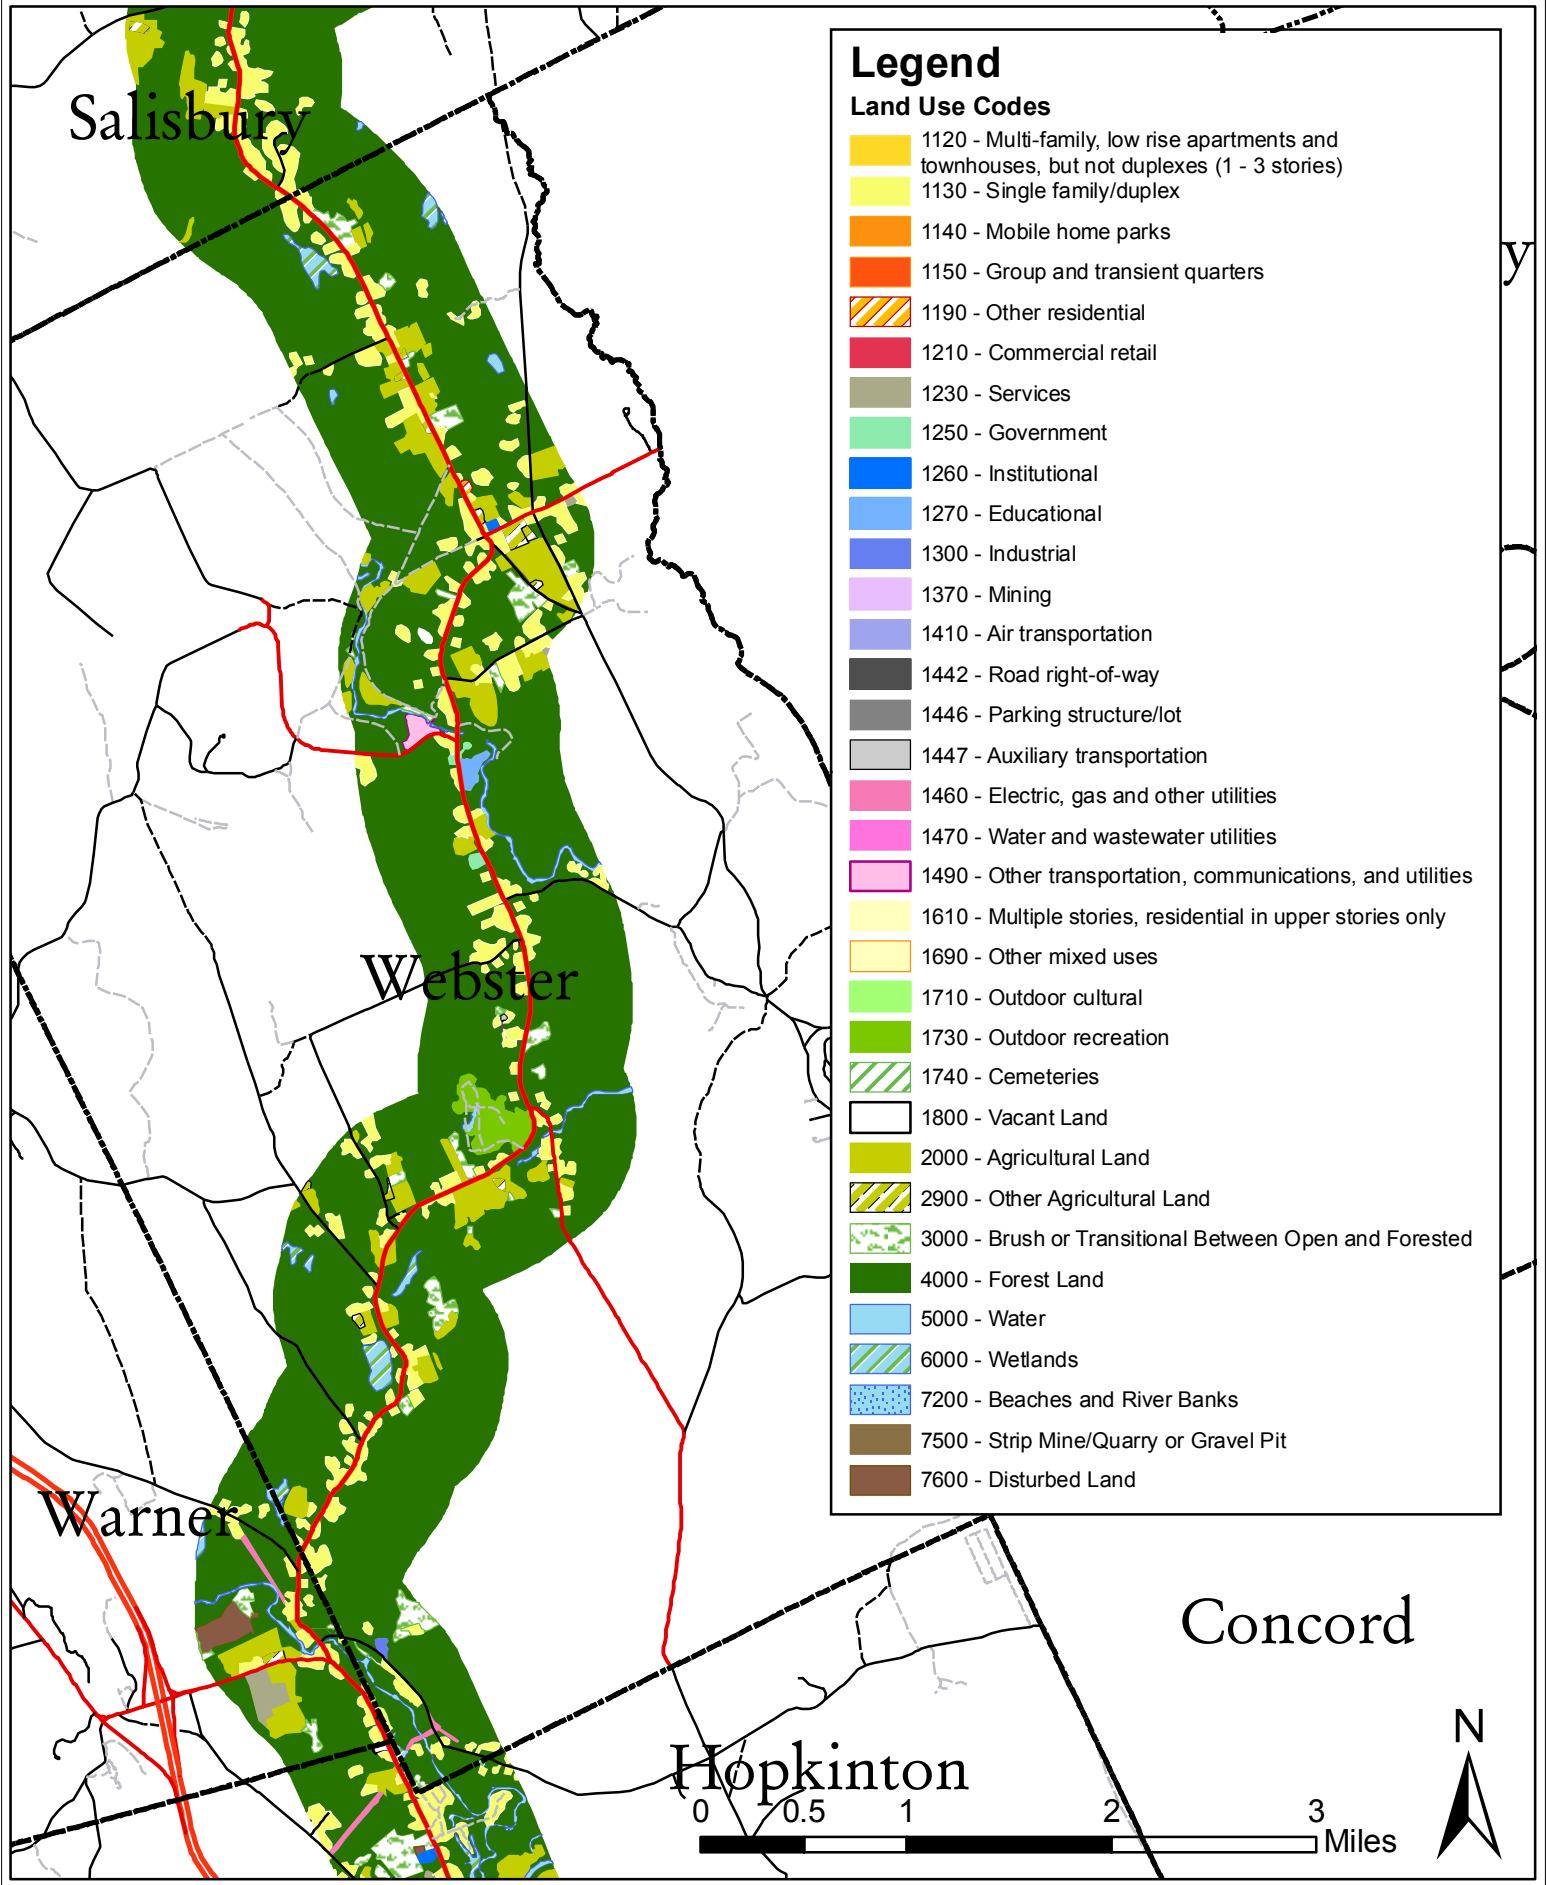 Salisbury
Legend
Land Use Codes
1120 - Multi-family, low rise apartments and
townhouses, but not duplexes (1 - 3 stories)
1130 - Single family/duplex
1140 - Mobile home parks
1150 - Group and transient quarters
1190 - Other residential
1210 - Commercial retail
1230 - Services
1250 - Government
1260 - Institutional
1270 - Educational
1300 - Industrial
1370 - Mining
1410 - Air transportation
1442 - Road right-of-way
1446 - Parking structure/lot
1447 - Auxiliary transportation
1460 - Electric, gas and other utilities
1470 - Water and wastewater utilities
1490 - Other transportation, communications, and utilities
1610 - Multiple stories, residential in upper stories only
1690 - Other mixed uses
1710 - Outdoor cultural
1730 - Outdoor recreation
1740 - Cemeteries
1800 - Vacant Land
2000 - Agricultural Land
2900 - Other Agricultural Land
3000 - Brush or Transitional Between Open and Forested
4000 - Forest Land
5000 - Water
6000 - Wetlands
7200 - Beaches and River Banks
7500 - Strip Mine/Quarry or Gravel Pit
7600 - Disturbed Land
y
Webster
Warner
Concord
Hopkinton
N
0 0.5 1 2 3
Miles